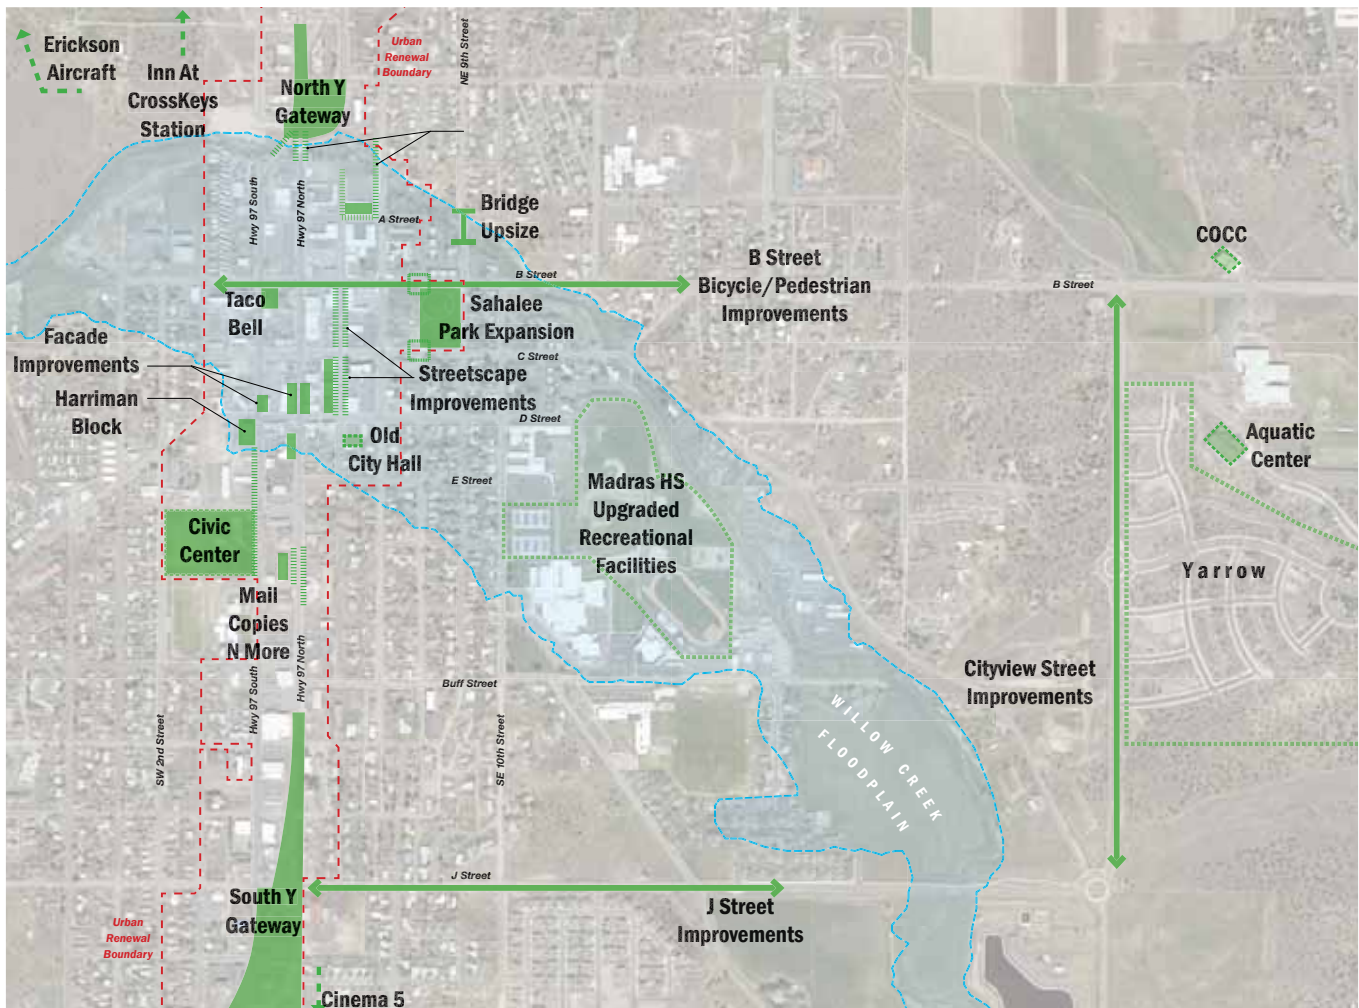 Erickson
Aircraft
Inn At
CrossKeys
Station
North Y
Gateway
Urban
Renewal
Boundary
NE 9th Street
Hwy 97 South
Hwy 97 North
A Street
Bridge
Upsize
B Street
B Street
Bicycle/Pedestrian
Improvements
COCC
B Street
Taco
Bell
Sahalee
Park Expansion
Facade
Improvements
C Street
Streetscape
Improvements
Harriman
Block
D Street
Old
City Hall
Aquatic
Center
E Street
Madras HS
Upgraded
Recreational
Facilities
Civic
Center
Yarrow
Mail
Copies
N More
Hwy 97 South
Hwy 97 North
Buff Street
Cityview Street
Improvements
SW 2nd Street
SE 10th Street
WILLOW CREEK
FLOODPLAIN
J Street
South Y
Gateway
J Street
Improvements
Urban
Renewal
Boundary
Cinema 5